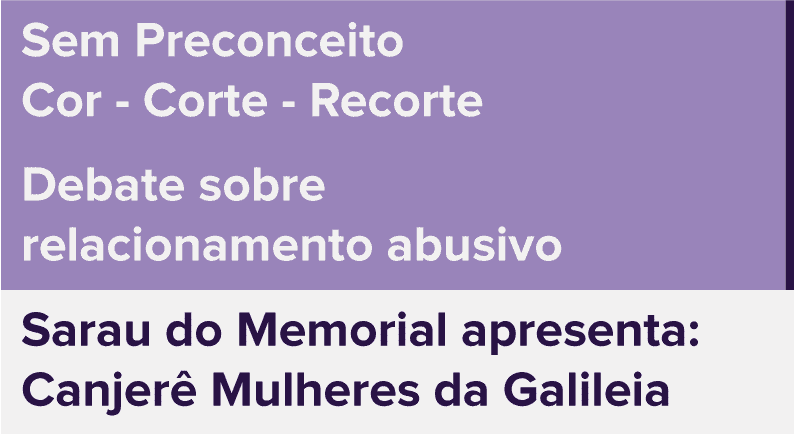 Sem Preconceito
Cor - Corte - Recorte
Debate sobre
relacionamento abusivo
Sarau do Memorial apresenta:
Canjerê Mulheres da Galileia